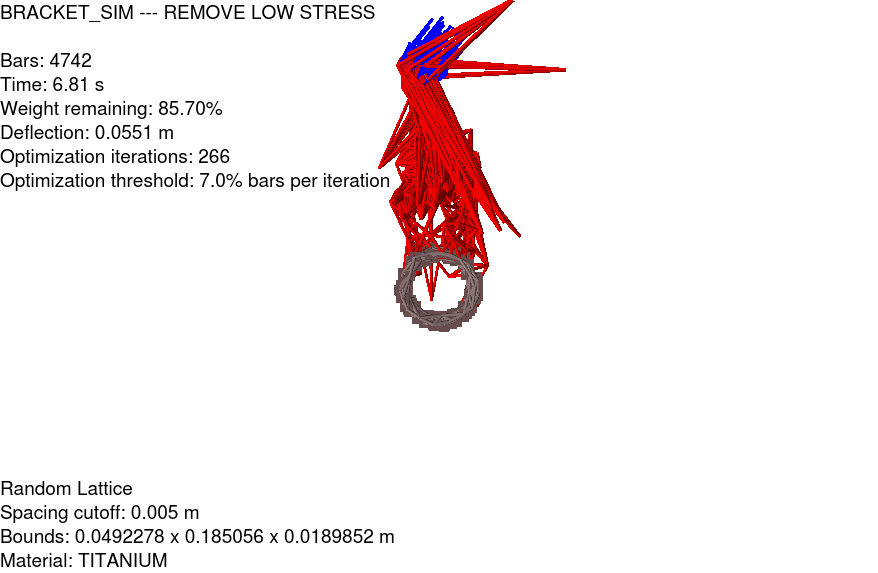 BRACKET_SIM --- REMOVE LOW STRESS
Bars: 4742
Time: 6.81 s
Weight remaining: 85.70%
Deflection: 0.0551 m
Optimization iterations: 266
Optimization threshold: 7.0% bars per iteration
Random Lattice
Spacing cutoff: 0.005 m
Bounds: 0.0492278 x 0.185056 x 0.0189852 m
Material: TITANIUM